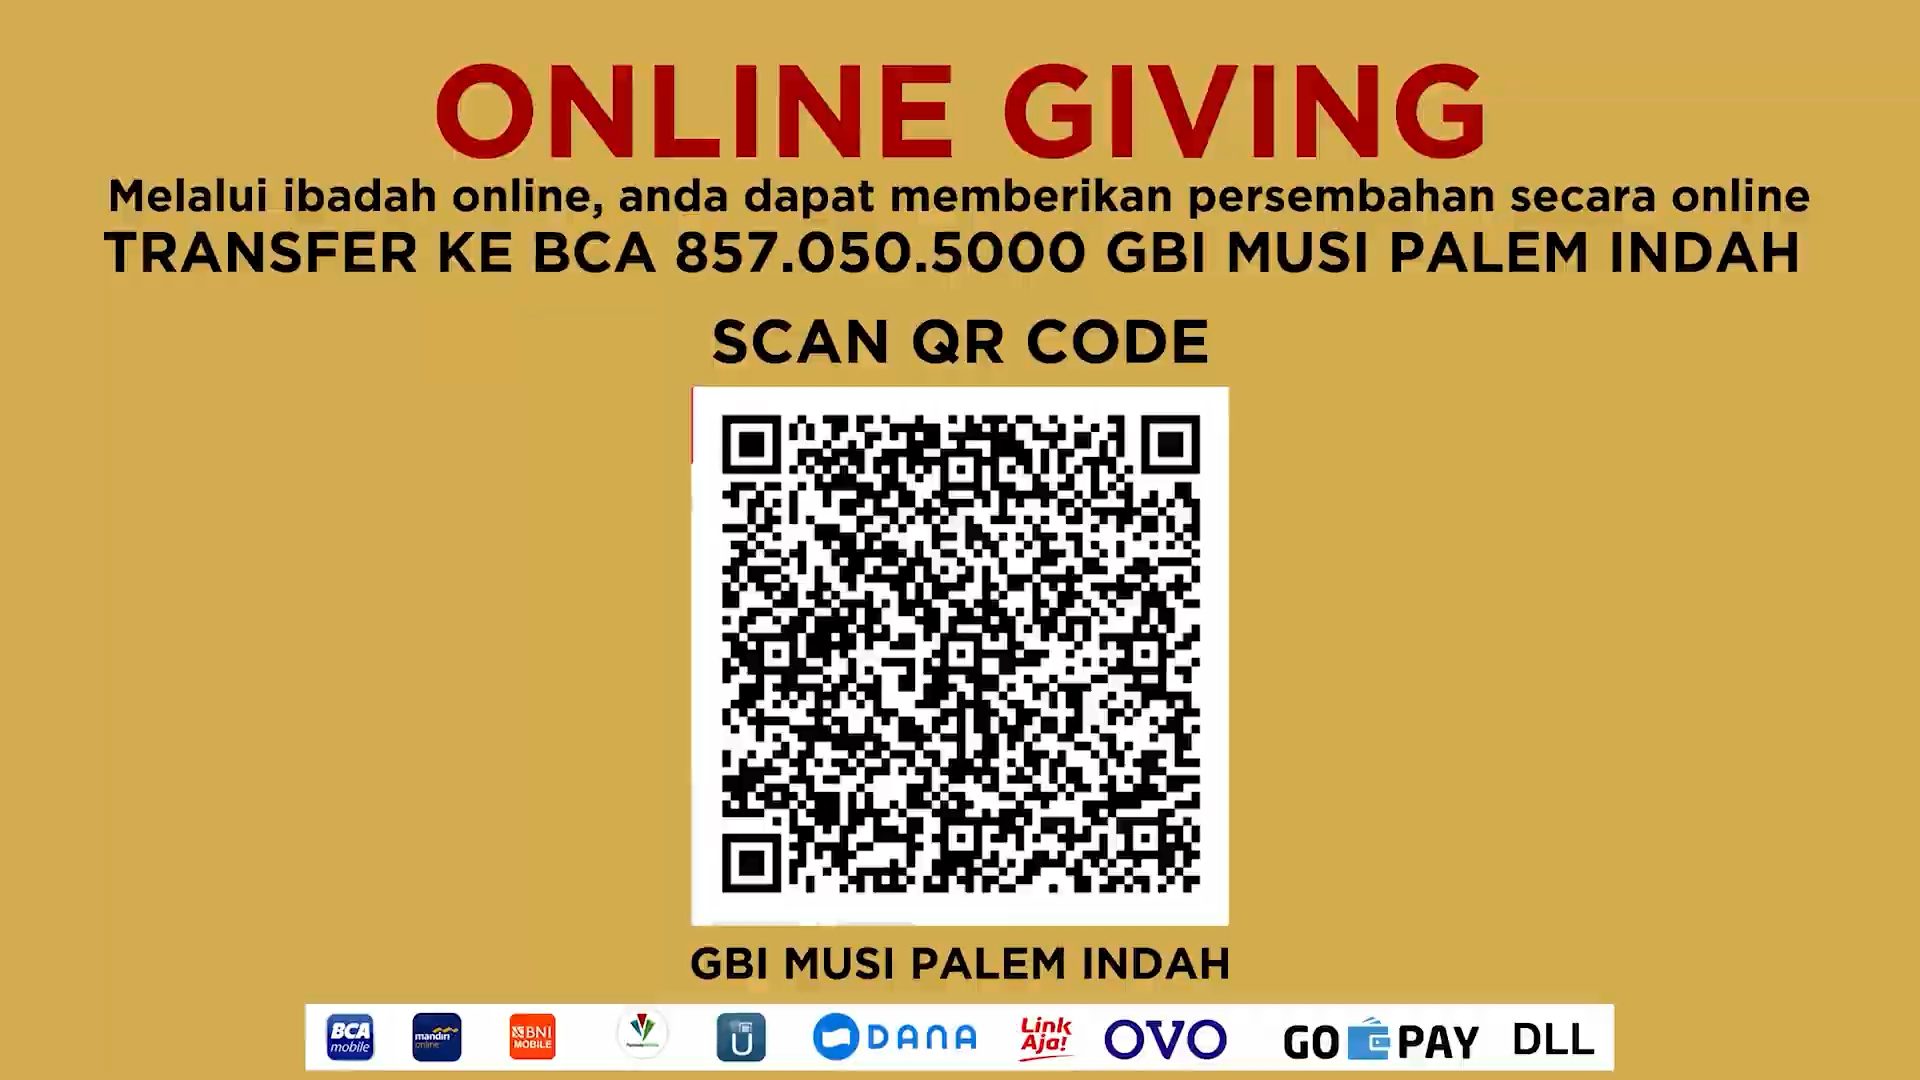 ONLINE GIVING
Melalui ibadah online, anda dapat memberikan persembahan secara online
TRANSFER KE BCA 857.050.5000 GBI MUSI PALEM INDAH
SCAN QR CODE
GBI MUSI PALEM INDAH
BCA mobile mandiri online BNI MOBILE U DANA Link Aja! OVO GO PAY DLL